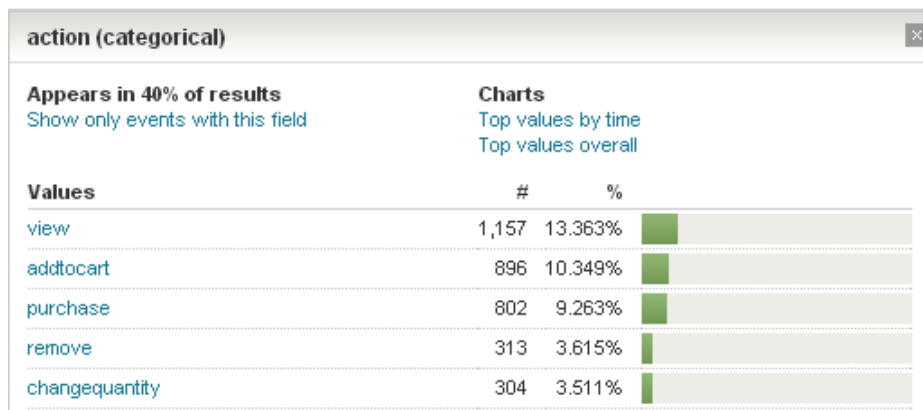 action (categorical)
Appears in 40% of results
Show only events with this field
Charts
Top values by time
Top values overall
Values # %
view 1,157 13.363%
addtocart 896 10.349%
purchase 802 9.263%
remove 313 3.615%
changequantity 304 3.511%